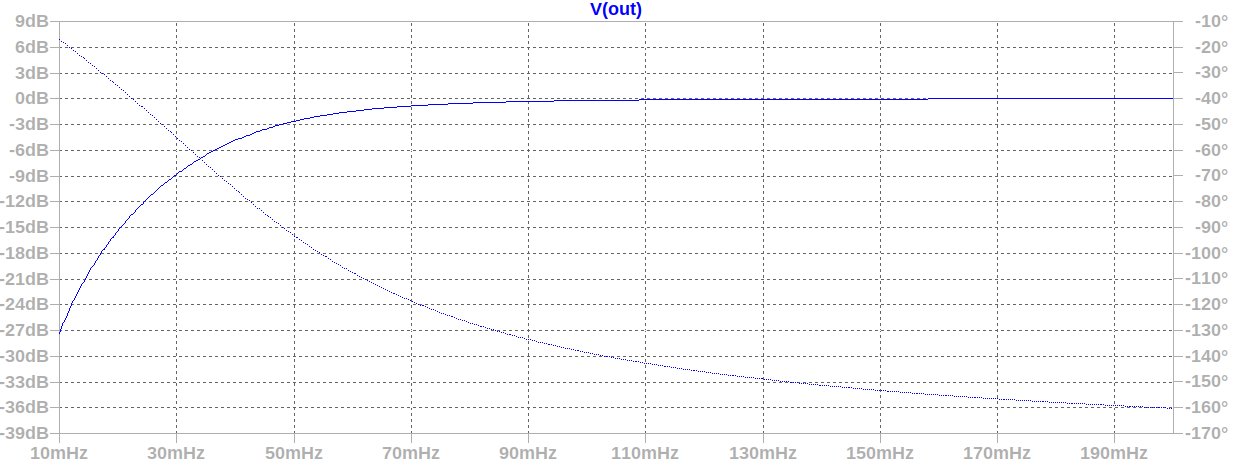 V(out)
9dB -10°
6dB -20°
3dB -30°
0dB -40°
-3dB -50°
-6dB -60°
-9dB -70°
-12dB -80°
-15dB -90°
-18dB -100°
-21dB -110°
-24dB -120°
-27dB -130°
-30dB -140°
-33dB -150°
-36dB -160°
-39dB -170°
10mHz 30mHz 50mHz 70mHz 90mHz 110mHz 130mHz 150mHz 170mHz 190mHz